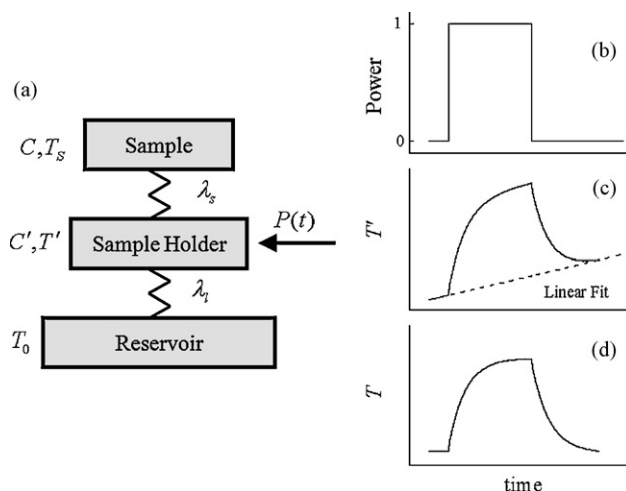 (a)
C,T_S
Sample
λ_s
C',T'
Sample Holder
P(t)
λ_l
T_0
Reservoir
(b)
Power
1
0
(c)
T'
Linear Fit
(d)
T
time